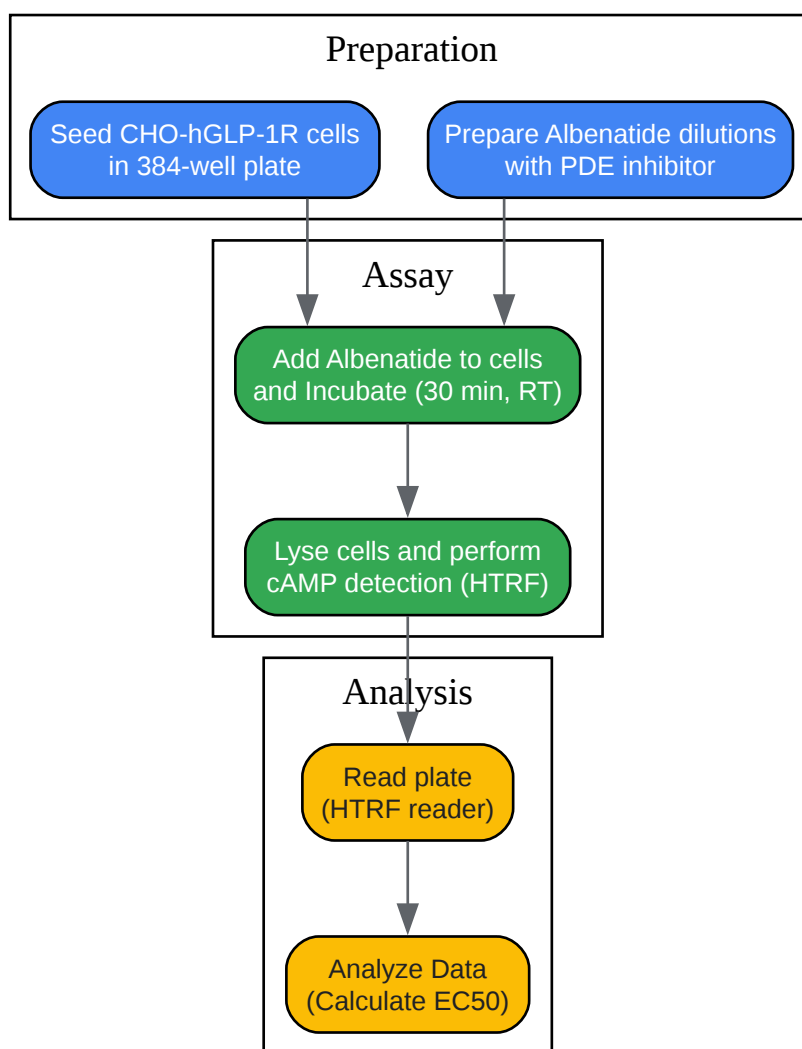 Preparation
Seed CHO-hGLP-1R cells
in 384-well plate
Prepare Albenatide dilutions
with PDE inhibitor
Assay
Add Albenatide to cells
and Incubate (30 min, RT)
Lyse cells and perform
cAMP detection (HTRF)
Analysis
Read plate
(HTRF reader)
Analyze Data
(Calculate EC50)